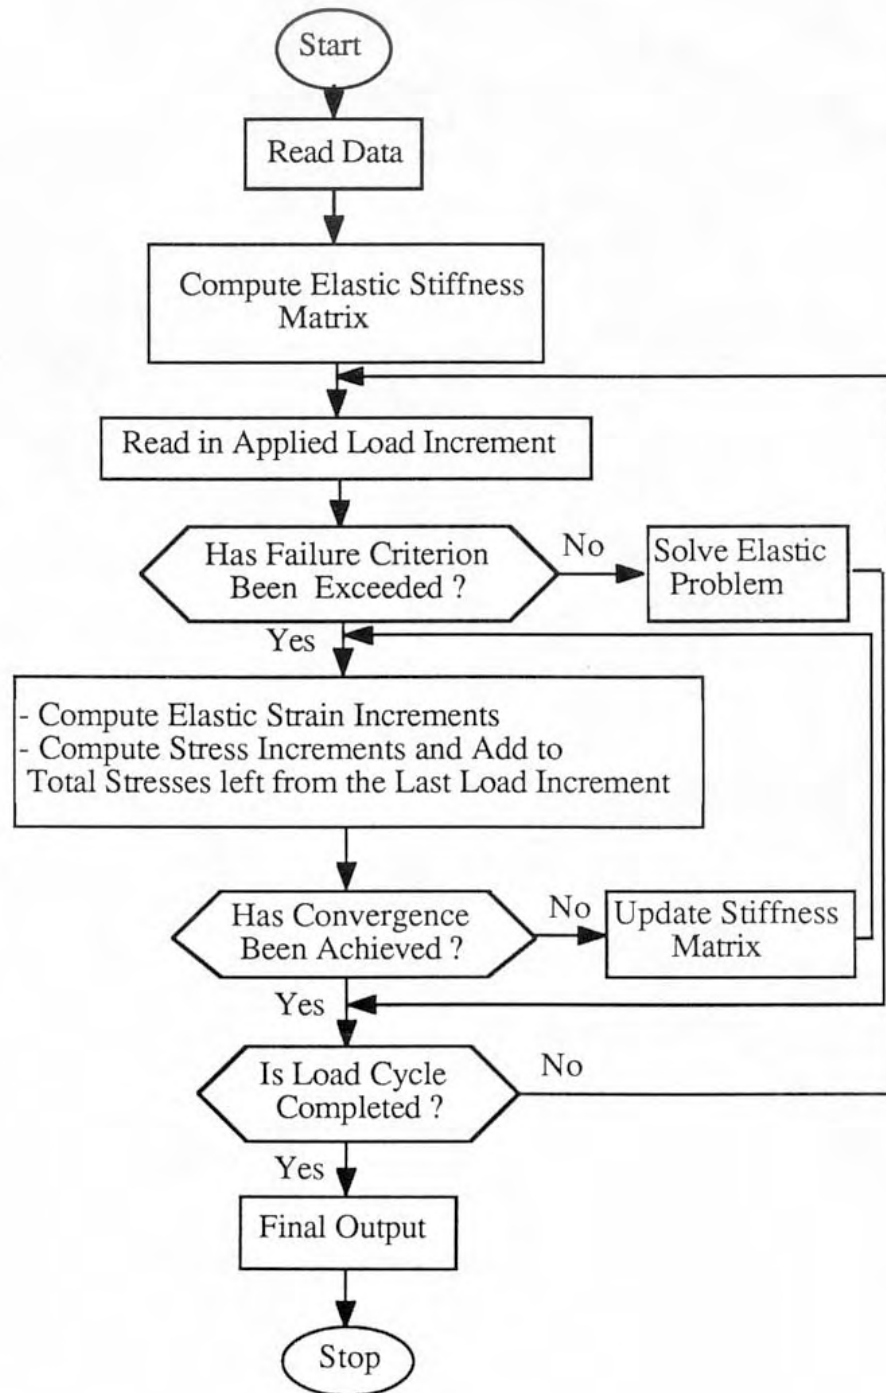 Start
Read Data
Compute Elastic Stiffness
Matrix
Read in Applied Load Increment
Has Failure Criterion
Been Exceeded ?
No
Solve Elastic
Problem
Yes
- Compute Elastic Strain Increments
- Compute Stress Increments and Add to
Total Stresses left from the Last Load Increment
Has Convergence
Been Achieved ?
No
Update Stiffness
Matrix
Yes
Is Load Cycle
Completed ?
No
Yes
Final Output
Stop